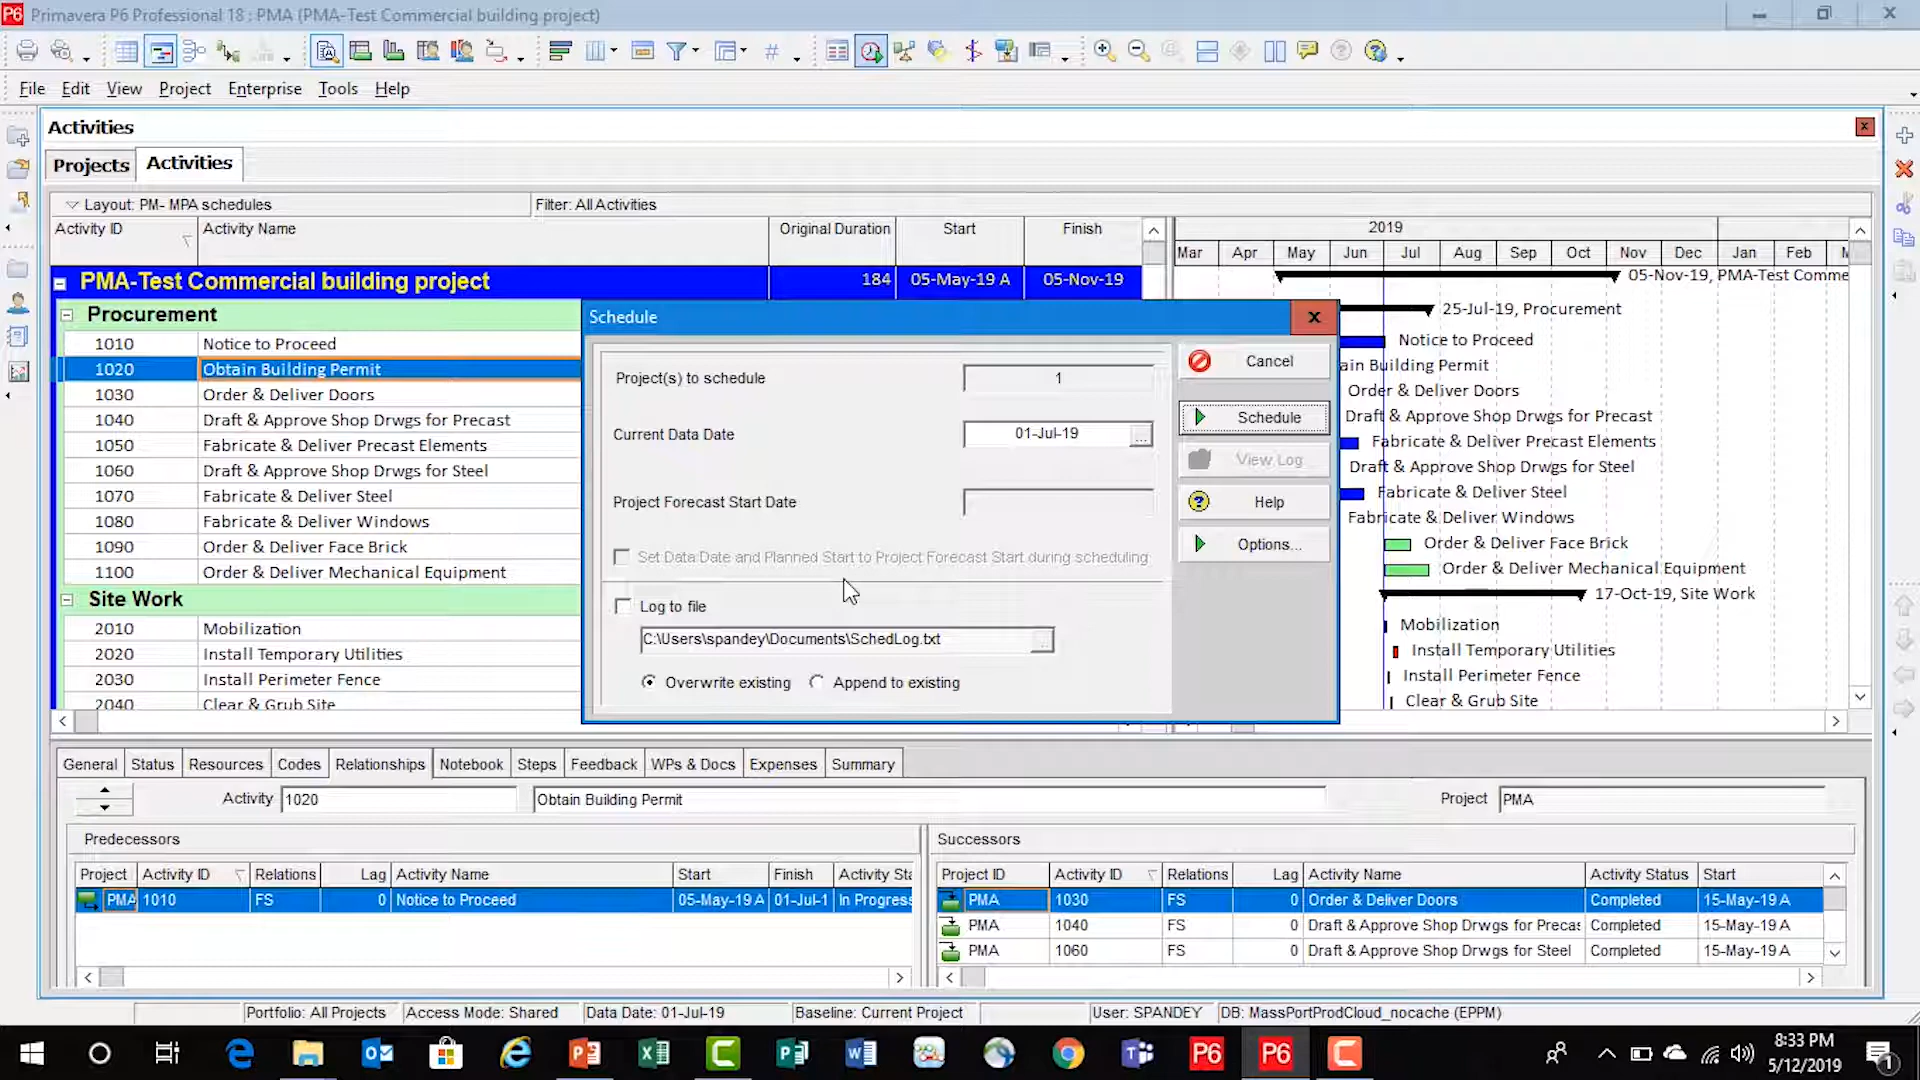 Primavera P6 Professional 18 : PMA (PMA-Test Commercial building project)
File Edit View Project Enterprise Tools Help
Activities
Projects Activities
Layout: PM- MPA schedules Filter: All Activities
Activity ID Activity Name Original Duration Start Finish
2019
Mar Apr May Jun Jul Aug Sep Oct Nov Dec Jan Feb M
PMA-Test Commercial building project 184 05-May-19 A 05-Nov-19 05-Nov-19, PMA-Test Comme
Procurement 25-Jul-19, Procurement
1010 Notice to Proceed Notice to Proceed
1020 Obtain Building Permit ain Building Permit
1030 Order & Deliver Doors Order & Deliver Doors
1040 Draft & Approve Shop Drwgs for Precast Draft & Approve Shop Drwgs for Precast
1050 Fabricate & Deliver Precast Elements Fabricate & Deliver Precast Elements
1060 Draft & Approve Shop Drwgs for Steel Draft & Approve Shop Drwgs for Steel
1070 Fabricate & Deliver Steel Fabricate & Deliver Steel
1080 Fabricate & Deliver Windows Fabricate & Deliver Windows
1090 Order & Deliver Face Brick Order & Deliver Face Brick
1100 Order & Deliver Mechanical Equipment Order & Deliver Mechanical Equipment
Site Work 17-Oct-19, Site Work
2010 Mobilization Mobilization
2020 Install Temporary Utilities Install Temporary Utilities
2030 Install Perimeter Fence Install Perimeter Fence
2040 Clear & Grub Site Clear & Grub Site
Schedule
Project(s) to schedule 1
Current Data Date 01-Jul-19 ...
Project Forecast Start Date
Set Data Date and Planned Start to Project Forecast Start during scheduling
Log to file
C:\Users\spandey\Documents\SchedLog.txt
Overwrite existing Append to existing
Cancel
Schedule
View Log
Help
Options...
General Status Resources Codes Relationships Notebook Steps Feedback WPs & Docs Expenses Summary
Activity 1020 Obtain Building Permit Project PMA
Predecessors
Project Activity ID Relations Lag Activity Name Start Finish Activity Sta
PMA 1010 FS 0 Notice to Proceed 05-May-19 A 01-Jul-1 In Progress
Successors
Project ID Activity ID Relations Lag Activity Name Activity Status Start
PMA 1030 FS 0 Order & Deliver Doors Completed 15-May-19 A
PMA 1040 FS 0 Draft & Approve Shop Drwgs for Precas Completed 15-May-19 A
PMA 1060 FS 0 Draft & Approve Shop Drwgs for Steel Completed 15-May-19 A
Portfolio: All Projects Access Mode: Shared Data Date: 01-Jul-19 Baseline: Current Project User: SPANDEY DB: MassPortProdCloud_nocache (EPPM)
8:33 PM
5/12/2019